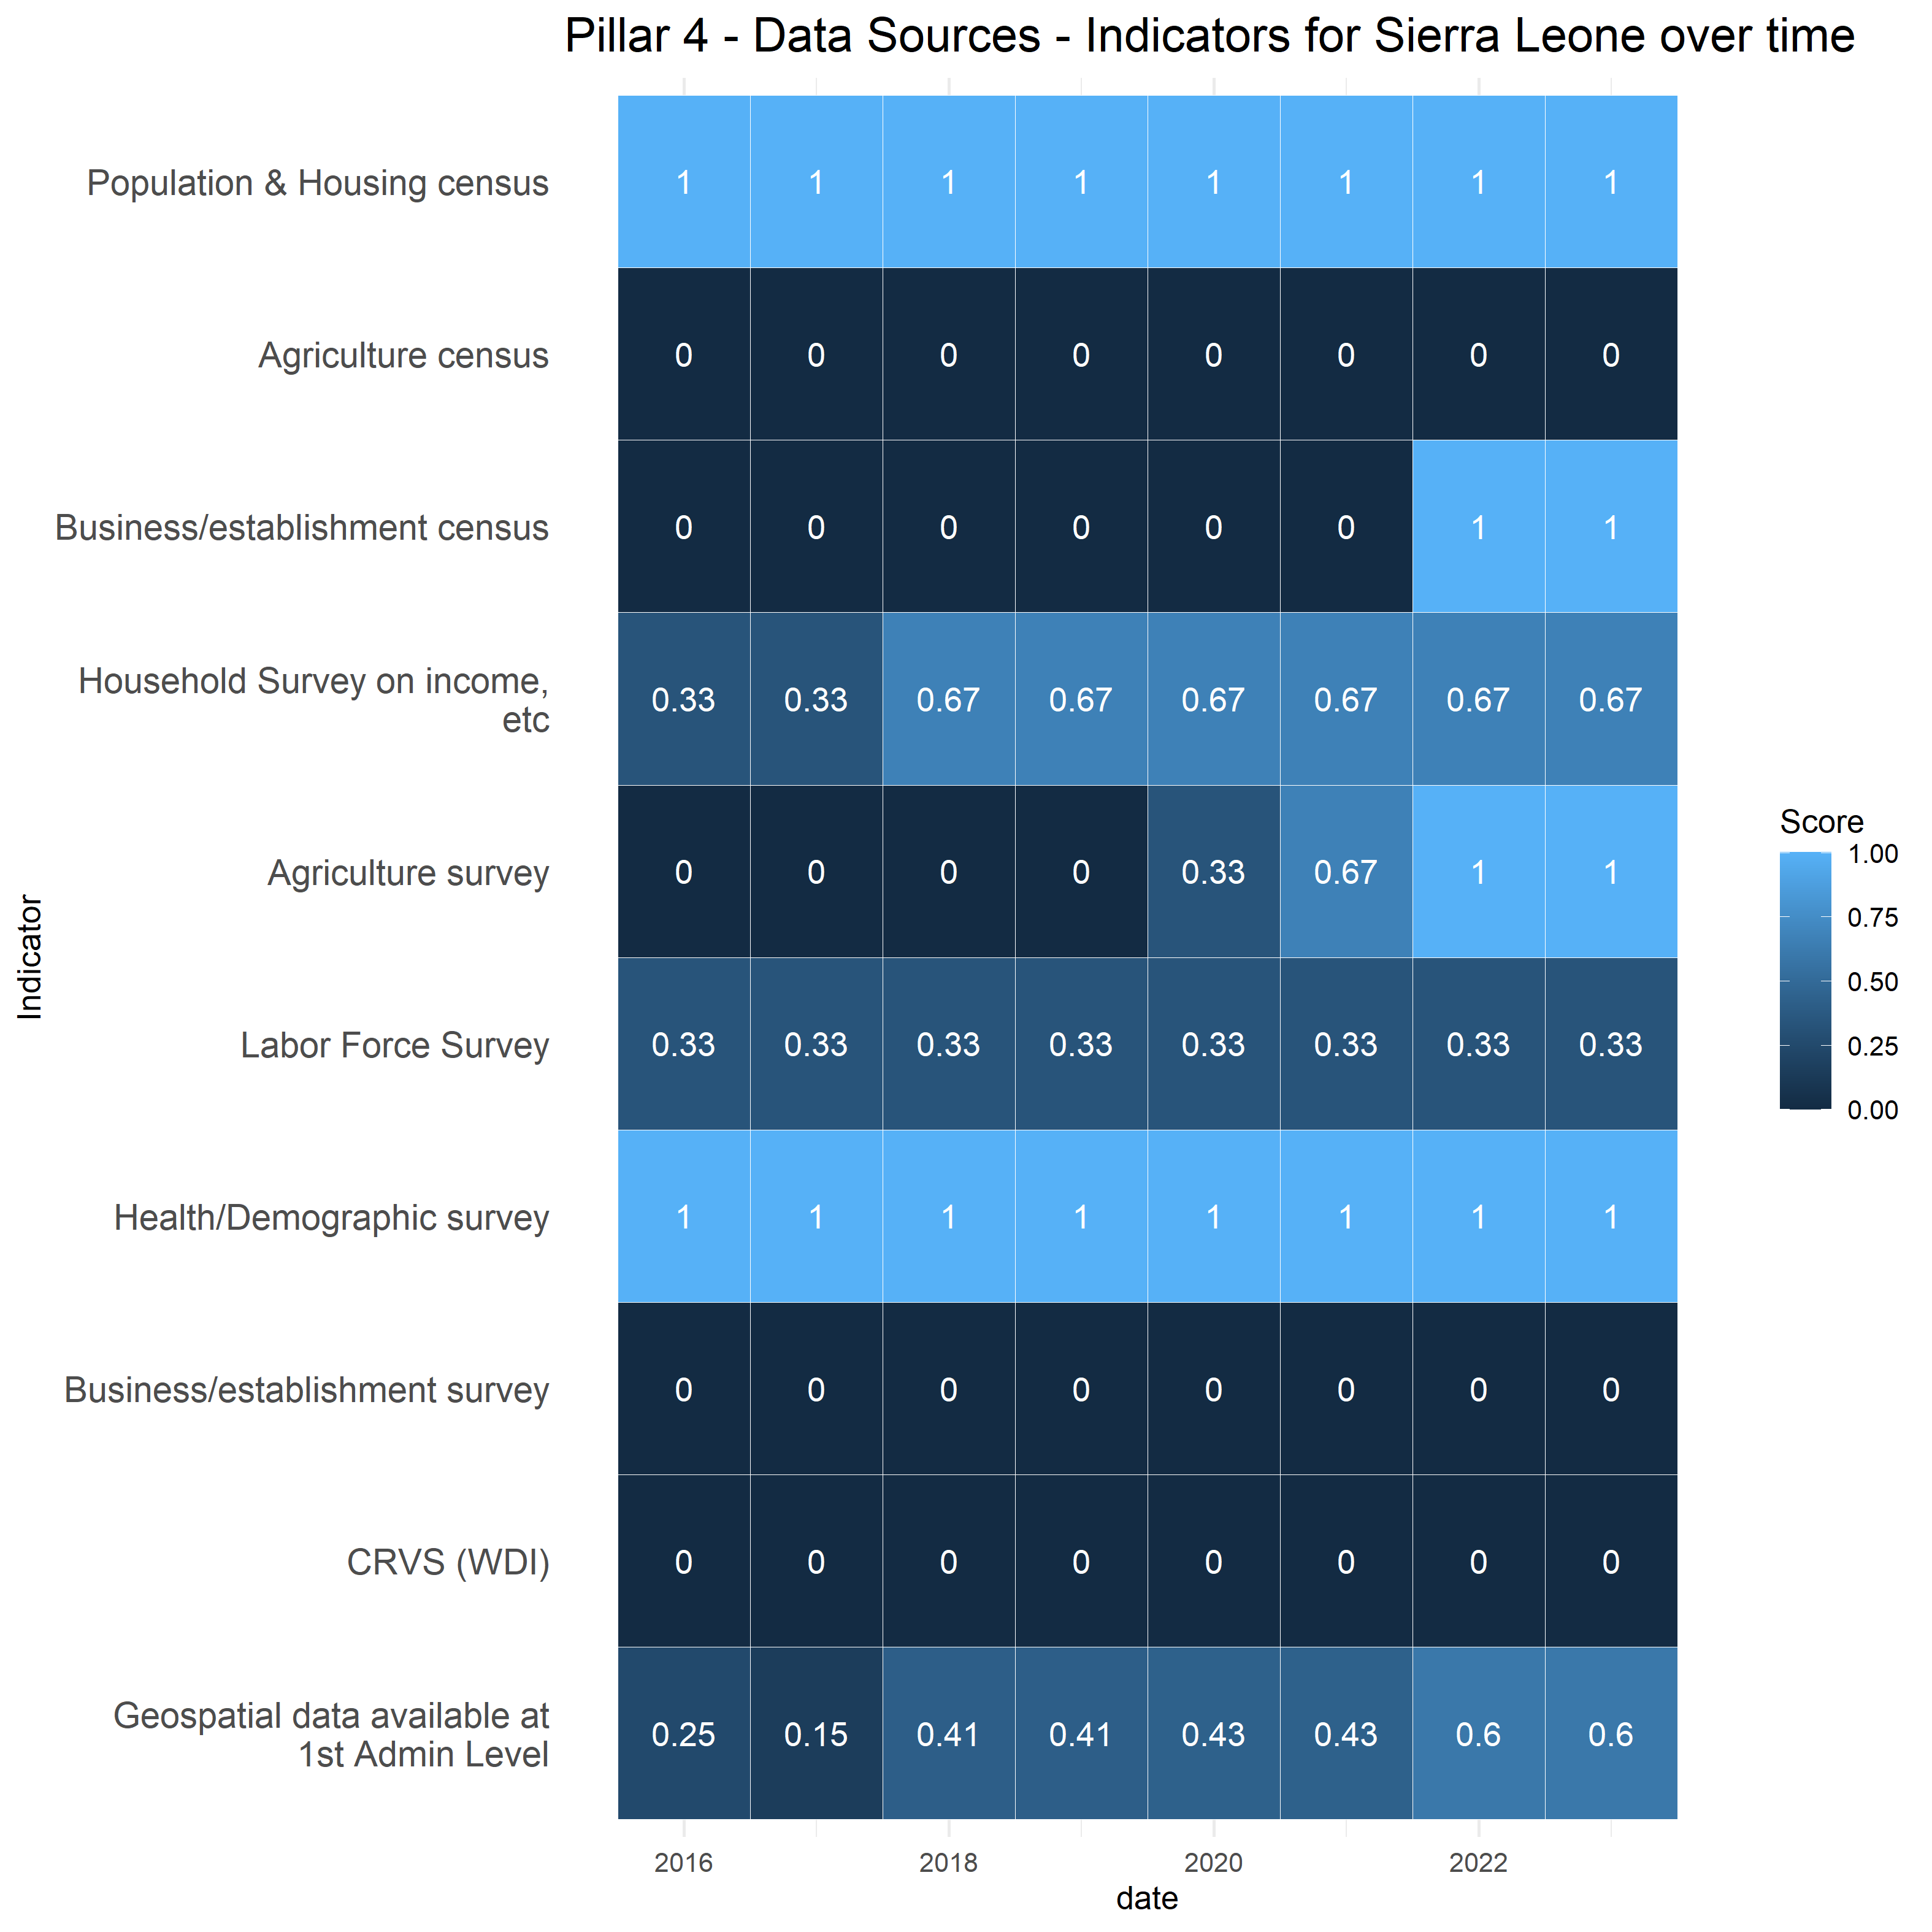 Pillar 4 - Data Sources - Indicators for Sierra Leone over time
Population & Housing census
1 1 1 1 1 1 1 1
Agriculture census
0 0 0 0 0 0 0 0
Business/establishment census
0 0 0 0 0 0 1 1
Household Survey on income,
etc
0.33 0.33 0.67 0.67 0.67 0.67 0.67 0.67
Agriculture survey
0 0 0 0 0.33 0.67 1 1
Labor Force Survey
0.33 0.33 0.33 0.33 0.33 0.33 0.33 0.33
Health/Demographic survey
1 1 1 1 1 1 1 1
Business/establishment survey
0 0 0 0 0 0 0 0
CRVS (WDI)
0 0 0 0 0 0 0 0
Geospatial data available at
1st Admin Level
0.25 0.15 0.41 0.41 0.43 0.43 0.6 0.6
2016 2018 2020 2022
date
Indicator
Score
1.00
0.75
0.50
0.25
0.00